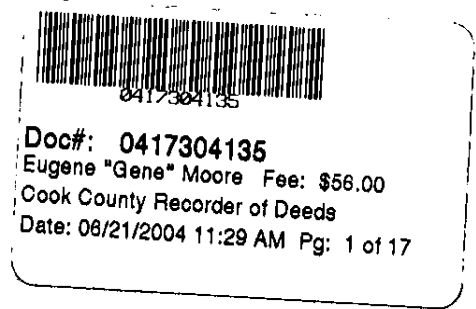 0417304135
Doc#: 0417304135
Eugene "Gene" Moore Fee: $56.00
Cook County Recorder of Deeds
Date: 06/21/2004 11:29 AM Pg: 1 of 17